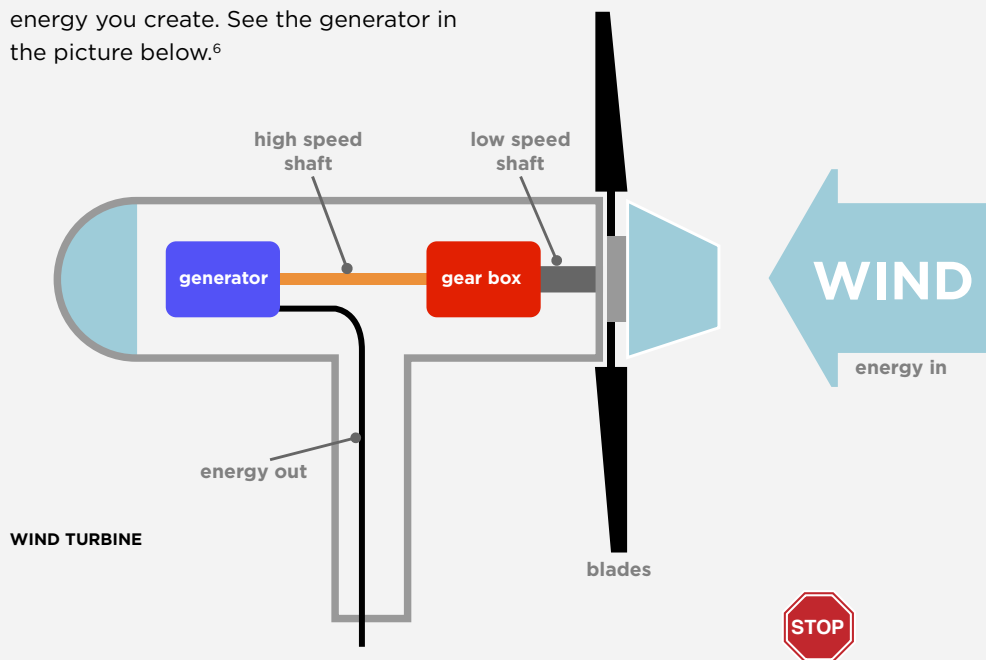 energy you create. See the generator in
the picture below.⁶
high speed
shaft
low speed
shaft
generator
gear box
WIND
energy in
energy out
WIND TURBINE
blades
STOP